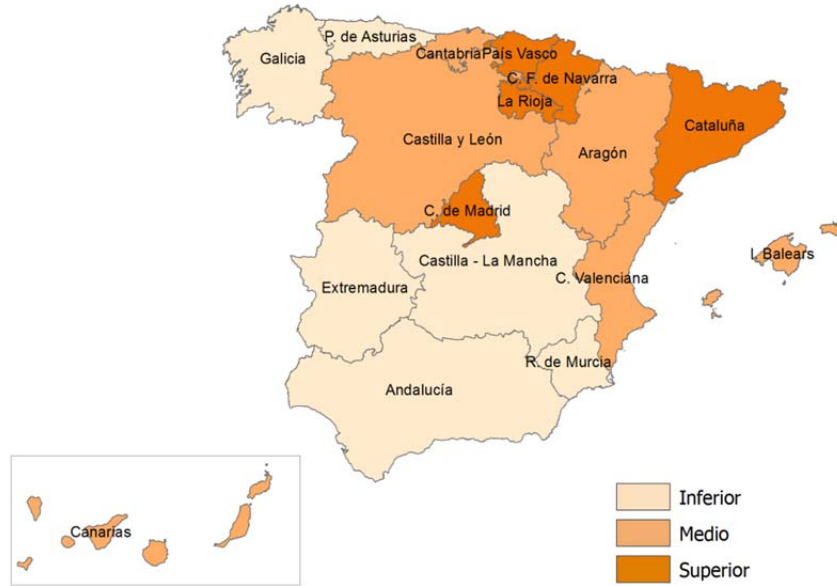 P. de Asturias
Galicia
Cantabria
País Vasco
C. F. de Navarra
La Rioja
Cataluña
Castilla y León
Aragón
C. de Madrid
I. Balears
Castilla - La Mancha
C. Valenciana
Extremadura
R. de Murcia
Andalucía
Canarias
Inferior
Medio
Superior